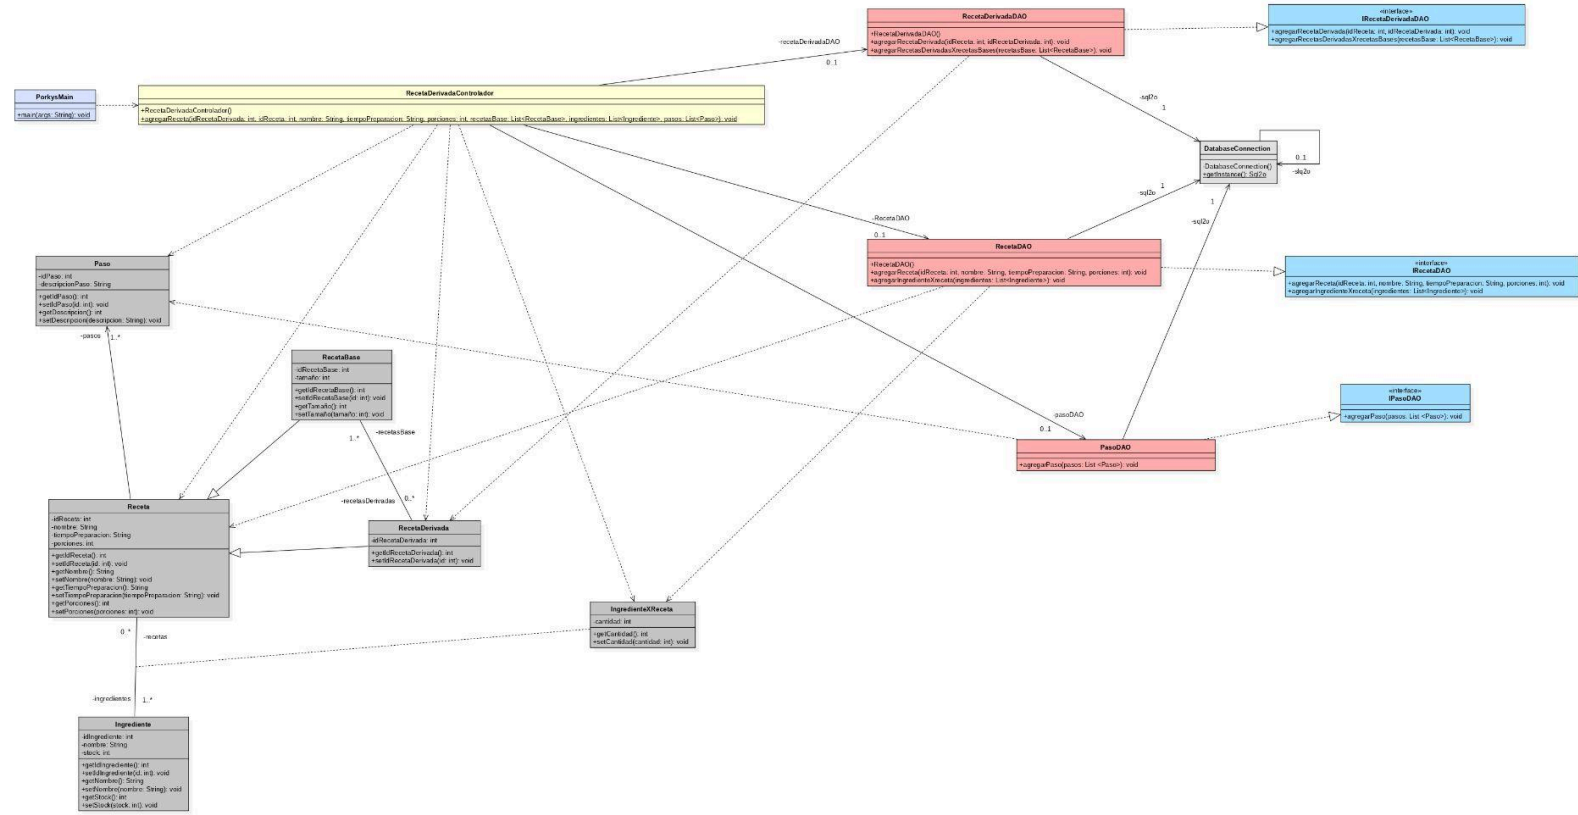 RecetaDerivadaDAO
+RecetaDerivadaDAO()
+agregarRecetaDerivada(idReceta: int, idRecetaDerivada: int): void
+agregarRecetasDerivadasXrecetasBases(recetasBase: List<RecetaBase>): void
«interface»
IRecetaDerivadaDAO
+agregarRecetaDerivada(idReceta: int, idRecetaDerivada: int): void
+agregarRecetasDerivadasXrecetasBases(recetasBase: List<RecetaBase>): void
-recetaDerivadaDAO
0..1
PorkysMain
+main(args: String): void
RecetaDerivadaControlador
+RecetaDerivadaControlador()
+agregarReceta(idRecetaDerivada: int, idReceta: int, nombre: String, tiempoPreparacion: String, porciones: int, recetasBase: List<RecetaBase>, ingredientes: List<Ingrediente>, pasos: List<Paso>): void
-sql2o
1
DatabaseConnection
-DatabaseConnection()
+getInstance(): Sql2o
0..1
-slq2o
-sql2o
1
-sql2o
1
-RecetaDAO
0..1
RecetaDAO
+RecetaDAO()
+agregarReceta(idReceta: int, nombre: String, tiempoPreparacion: String, porciones: int): void
+agregarIngredienteXreceta(ingredientes: List<Ingrediente>): void
«interface»
IRecetaDAO
+agregarReceta(idReceta: int, nombre: String, tiempoPreparacion: String, porciones: int): void
+agregarIngredienteXreceta(ingredientes: List<Ingrediente>): void
Paso
-idPaso: int
-descripcionPaso: String
+getIdPaso(): int
+setIdPaso(id: int): void
+getDescripcion(): int
+setDescripcion(descripcion: String): void
-pasos
1..*
RecetaBase
-idRecetaBase: int
-tamaño: int
+getIdRecetaBase(): int
+setIdRecetaBase(id: int): void
+getTamaño(): int
+setTamaño(tamaño: int): void
1..*
-recetasBase
-recetasDerivadas
0..*
«interface»
IPasoDAO
+agregarPaso(pasos: List <Paso>): void
-pasoDAO
0..1
PasoDAO
+agregarPaso(pasos: List <Paso>): void
Receta
-idReceta: int
-nombre: String
-tiempoPreparacion: String
-porciones: int
+getIdReceta(): int
+setIdReceta(id: int): void
+getNombre(): String
+setNombre(nombre: String): void
+getTiempoPreparacion(): String
+setTiempoPreparacion(tiempoPreparacion: String): void
+getPorciones(): int
+setPorciones(porciones: int): void
RecetaDerivada
-idRecetaDerivada: int
+getIdRecetaDerivada(): int
+setIdRecetaDerivada(id: int): void
IngredienteXReceta
-cantidad: int
+getCantidad(): int
+setCantidad(cantidad: int): void
0..*
-recetas
-ingredientes
1..*
Ingrediente
-idIngrediente: int
-nombre: String
-stock: int
+getIdIngrediente(): int
+setIdIngrediente(id: int): void
+getNombre(): String
+setNombre(nombre: String): void
+getStock(): int
+setStock(stock: int): void